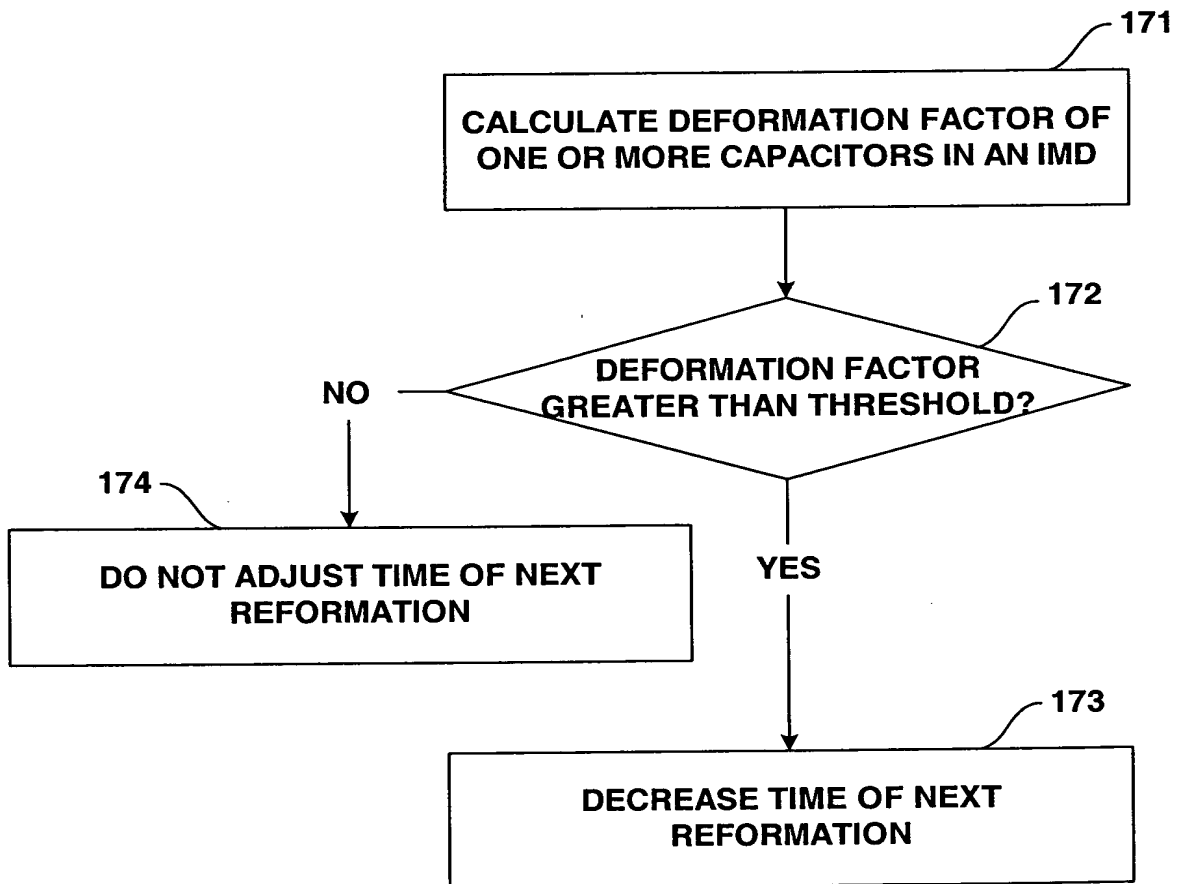 171
CALCULATE DEFORMATION FACTOR OF
ONE OR MORE CAPACITORS IN AN IMD
172
DEFORMATION FACTOR
GREATER THAN THRESHOLD?
NO
174
DO NOT ADJUST TIME OF NEXT
REFORMATION
YES
173
DECREASE TIME OF NEXT
REFORMATION